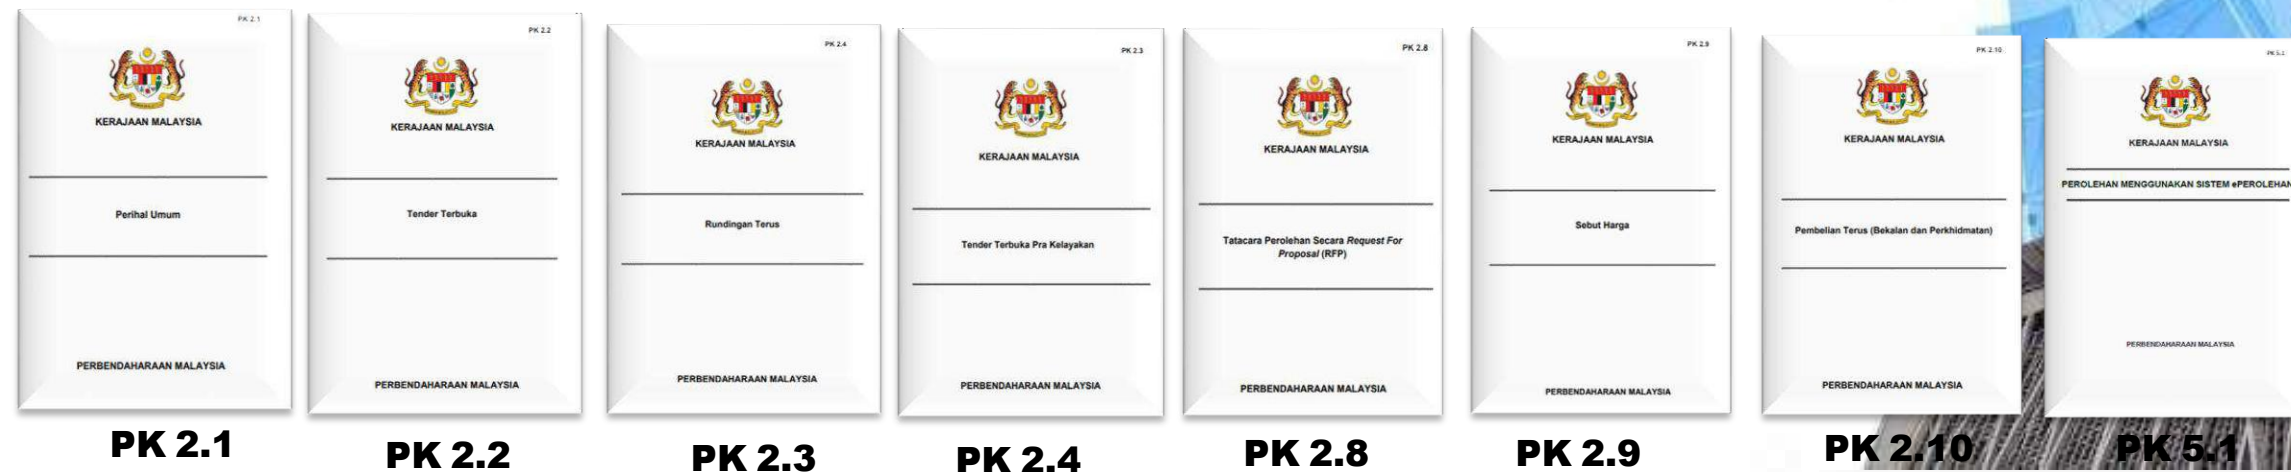 PK 2.1
KERAJAAN MALAYSIA
Perihal Umum
PERBENDAHARAAN MALAYSIA
PK 2.1
PK 2.2
KERAJAAN MALAYSIA
Tender Terbuka
PERBENDAHARAAN MALAYSIA
PK 2.2
PK 2.4
KERAJAAN MALAYSIA
Rundingan Terus
PERBENDAHARAAN MALAYSIA
PK 2.3
PK 2.3
KERAJAAN MALAYSIA
Tender Terbuka Pra Kelayakan
PERBENDAHARAAN MALAYSIA
PK 2.4
PK 2.8
KERAJAAN MALAYSIA
Tatacara Perolehan Secara Request For
Proposal (RFP)
PERBENDAHARAAN MALAYSIA
PK 2.8
PK 2.9
KERAJAAN MALAYSIA
Sebut Harga
PERBENDAHARAAN MALAYSIA
PK 2.9
PK 2.10
KERAJAAN MALAYSIA
Pembelian Terus (Bekalan dan Perkhidmatan)
PERBENDAHARAAN MALAYSIA
PK 2.10
PK 5.1
KERAJAAN MALAYSIA
PEROLEHAN MENGGUNAKAN SISTEM ePEROLEHAN
PERBENDAHARAAN MALAYSIA
PK 5.1